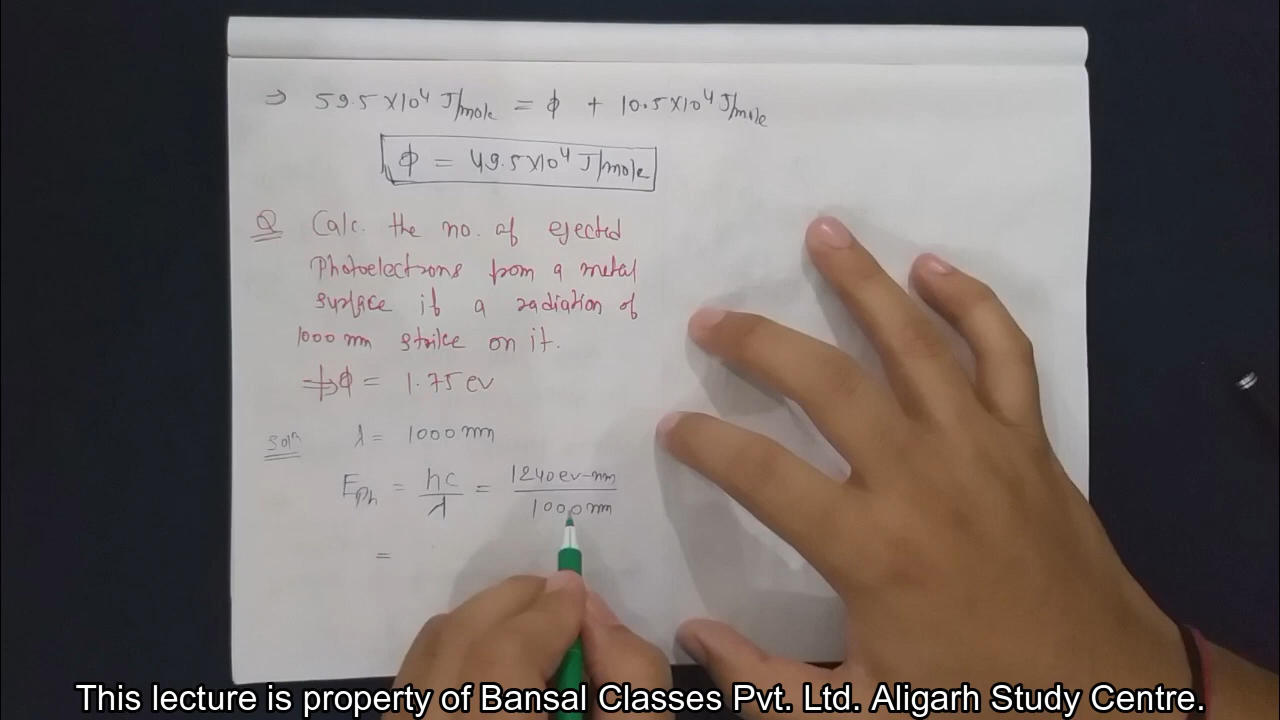 ⇒ 59.5×10⁴ J/mole = ϕ + 10.5×10⁴ J/mole
ϕ = 49.5×10⁴ J/mole
Q Calc. the no. of ejected
Photoelectrons from a metal
surface if a radiation of
1000 nm strike on it.
ϕ = 1.75 ev
Solⁿ λ = 1000 nm
E_Ph = hc/λ = 1240 ev-nm/1000 nm
=
This lecture is property of Bansal Classes Pvt. Ltd. Aligarh Study Centre.